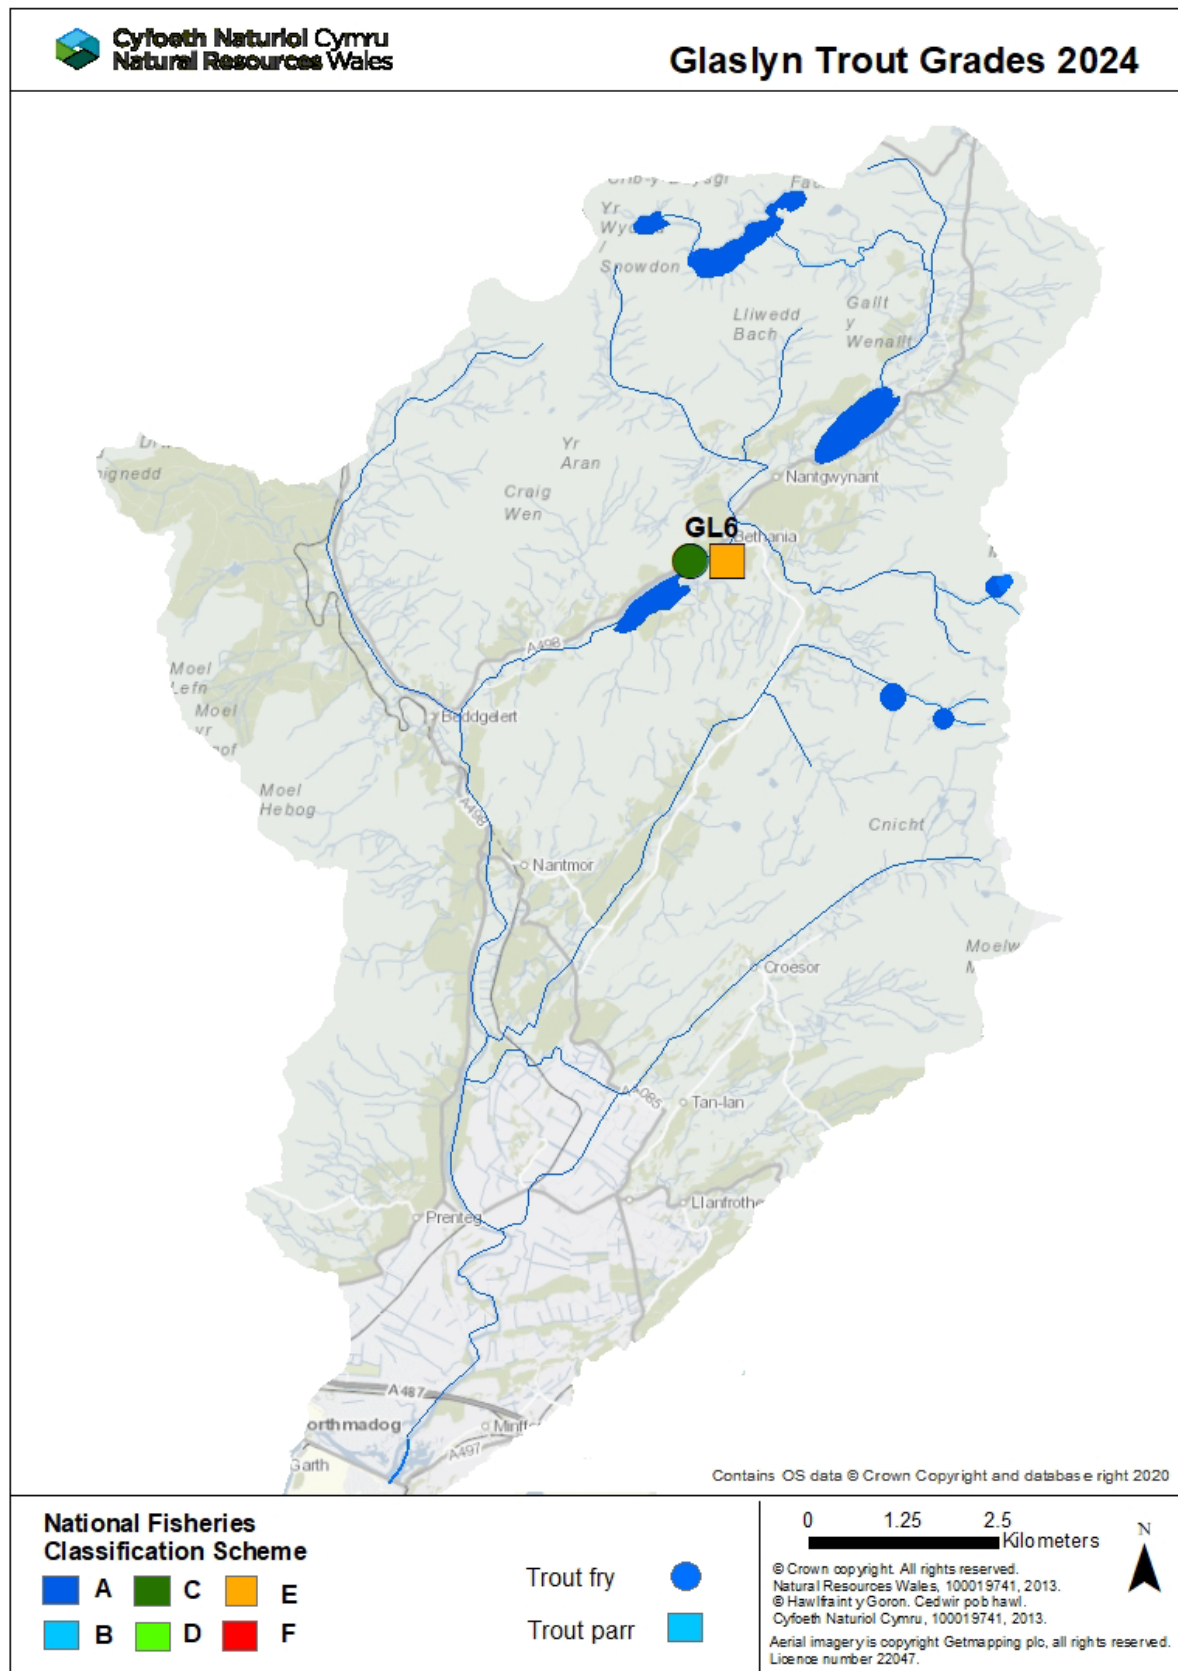 Cyfoeth Naturiol Cymru
Natural Resources Wales
Glaslyn Trout Grades 2024
Yr
Snowdon
Lliwedd
Bach
Gallt
y
Wenallt
Yr
Aran
Craig
Wen
Nantgwynant
GL6
Bethania
A498
Moel
Lefn
Beddgelert
Moel
yr
Moel
Hebog
A498
Cnicht
Nantmor
Croesor
Tan-lan
Prenteg
A487
A497
Garth
Contains OS data © Crown Copyright and database right 2020
National Fisheries
Classification Scheme
A C E
B D F
Trout fry
Trout parr
0 1.25 2.5
Kilometers
N
© Crown copyright. All rights reserved.
Natural Resources Wales, 100019741, 2013.
© Hawlfraint y Goron. Cedwir pob hawl.
Cyfoeth Naturiol Cymru, 100019741, 2013.
Aerial imagery is copyright Getmapping plc, all rights reserved.
Licence number 22047.